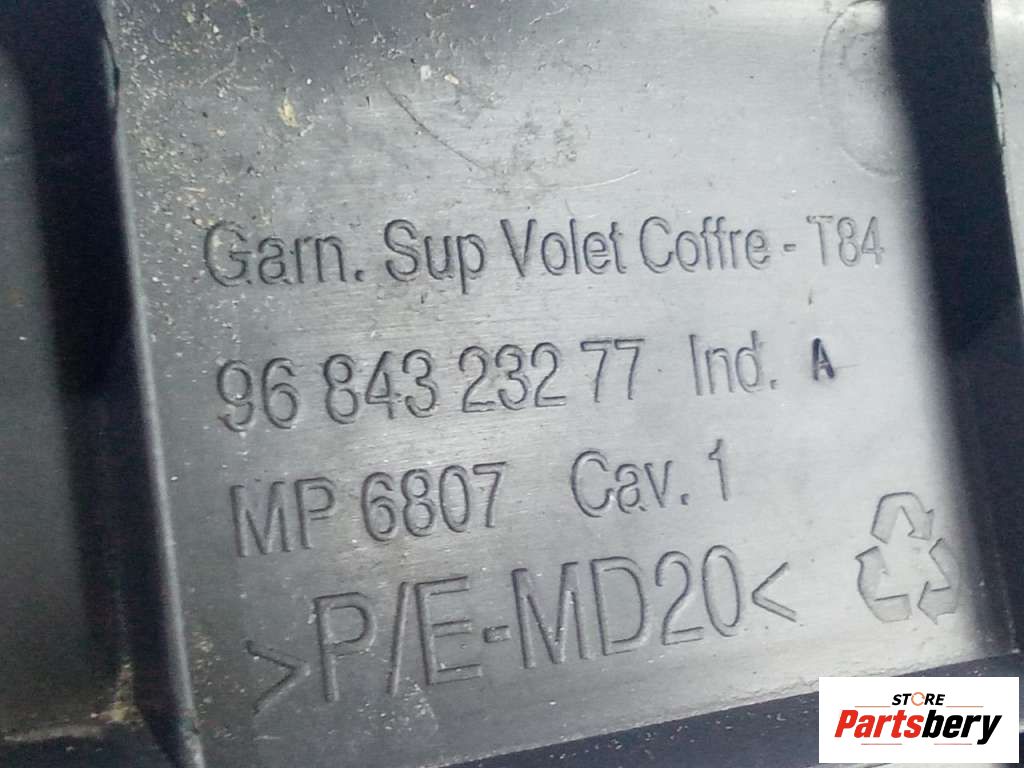 Garn. Sup Volet Coffre - T84
96 843 232 77 Ind. A
MP 6807 Cav. 1
>P/E-MD20<
STORE
Partsbery